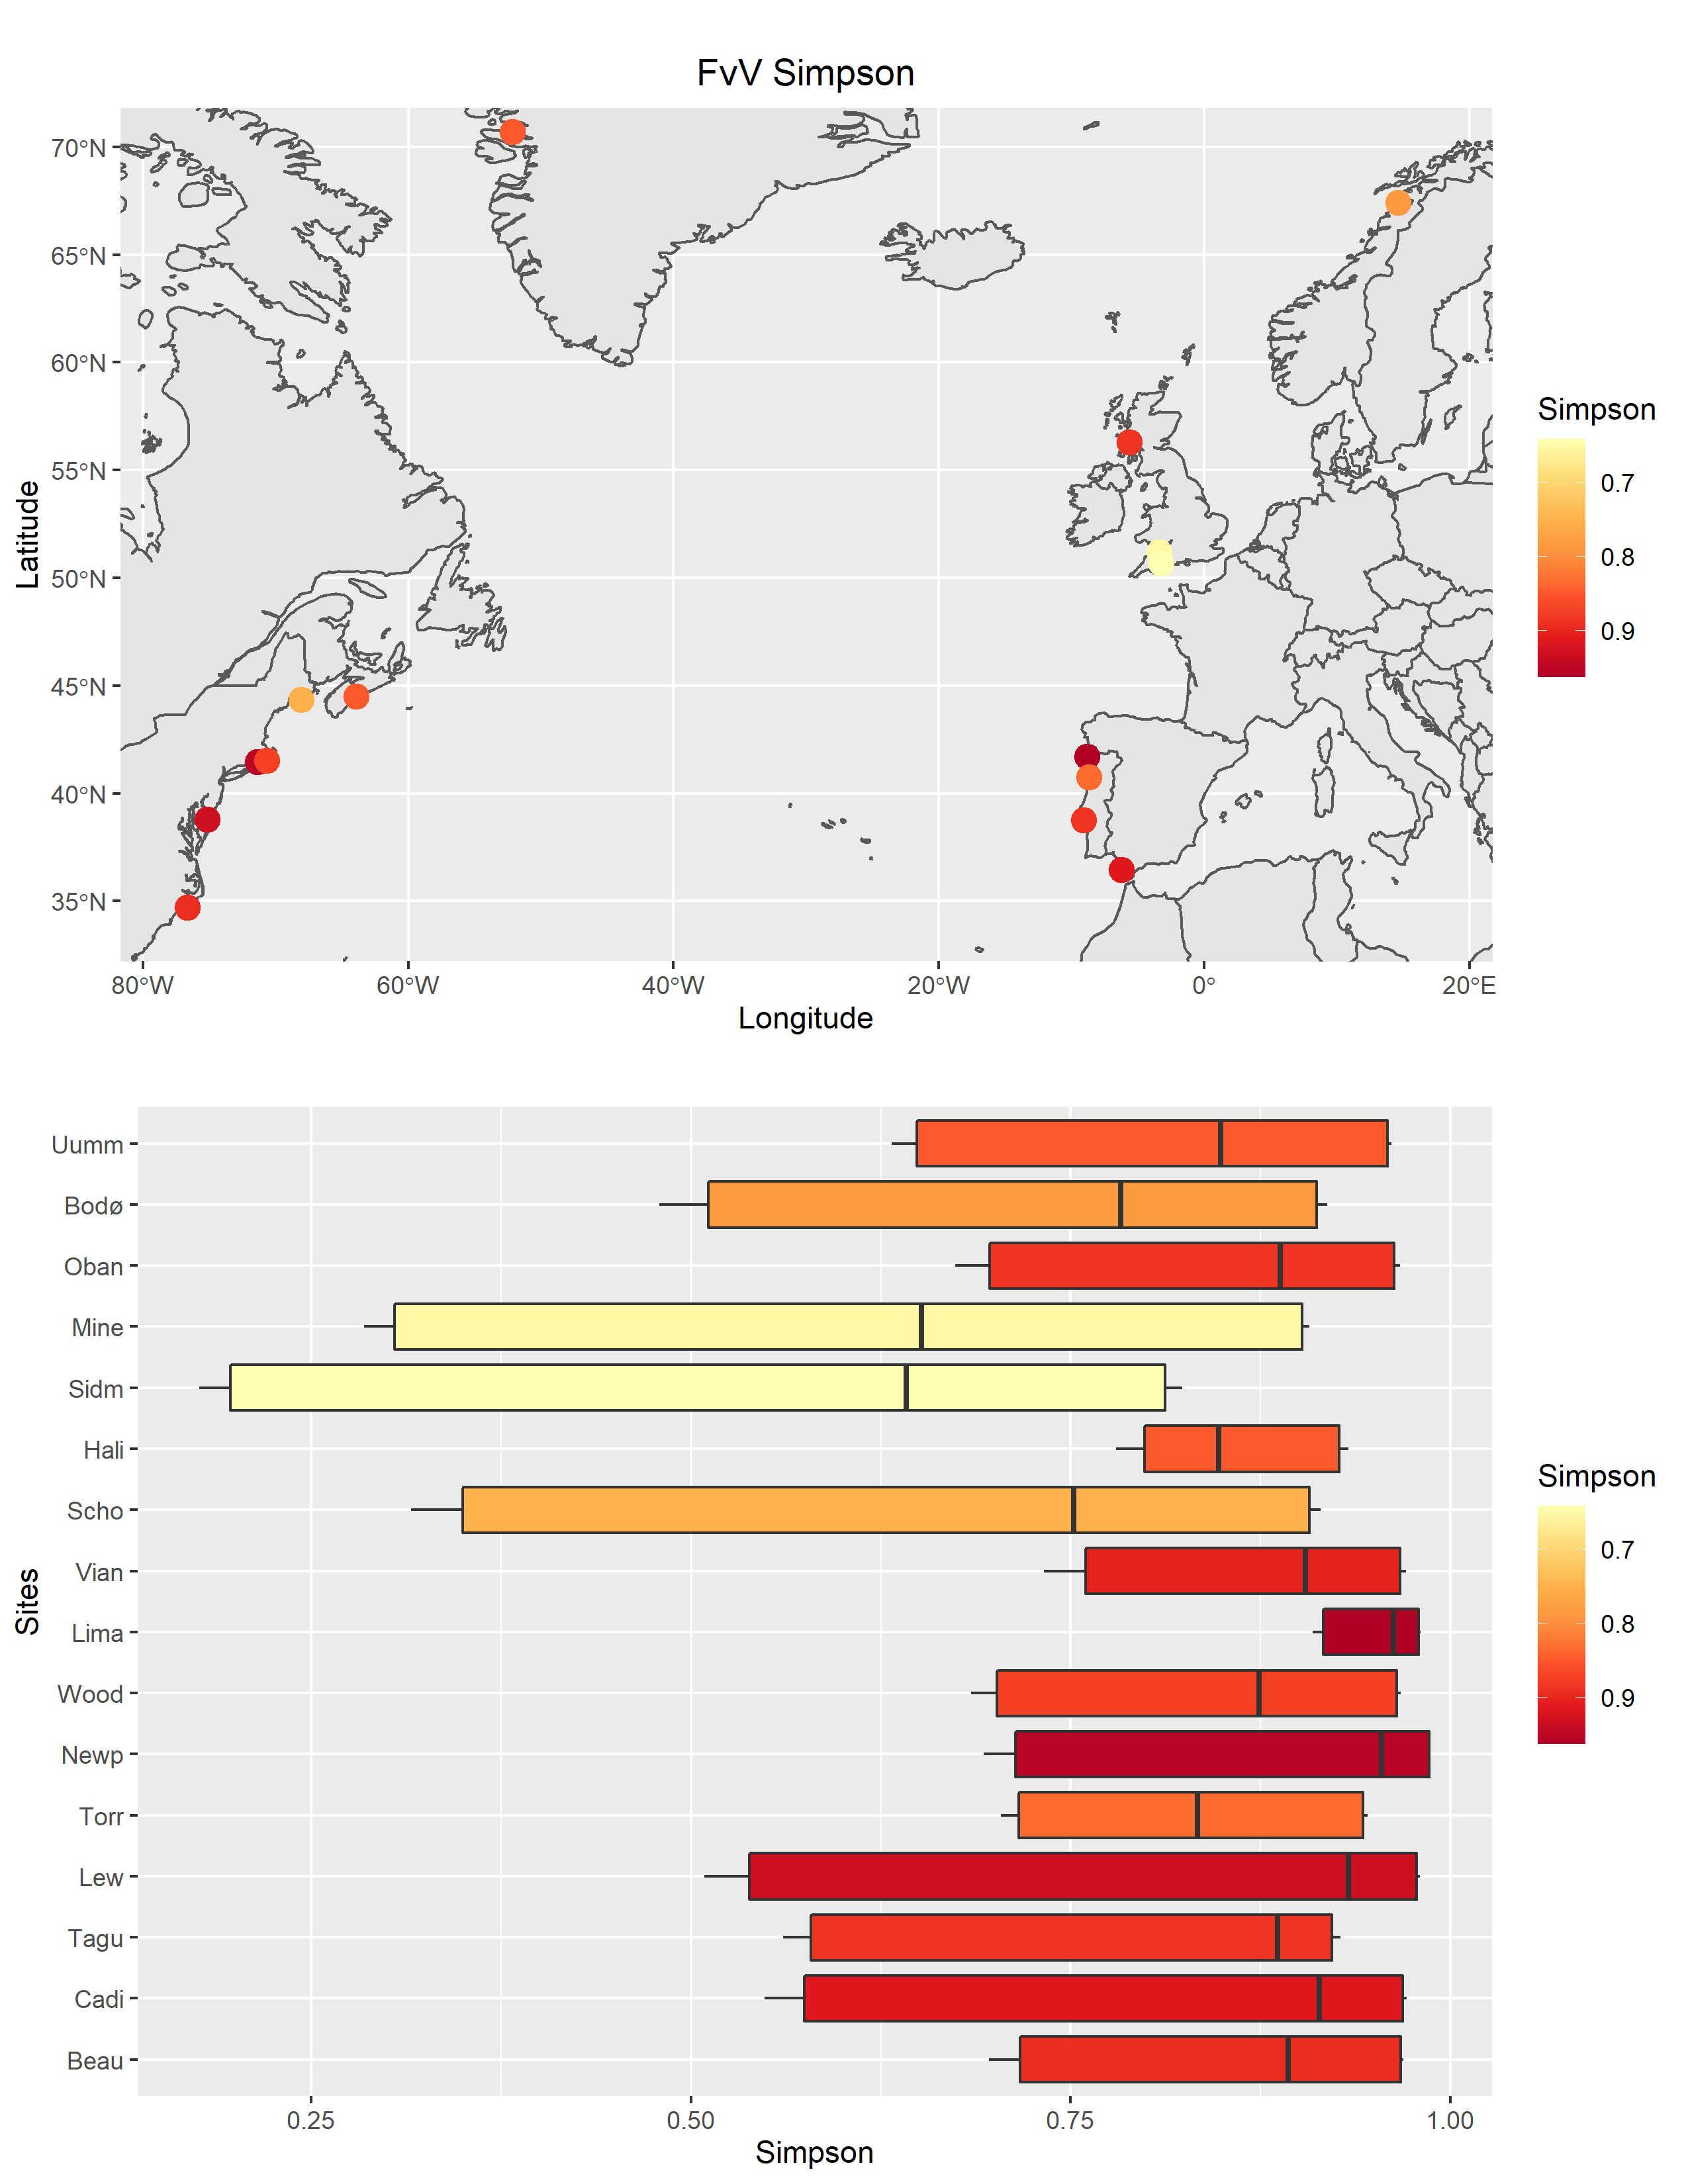 FvV Simpson
70°N
65°N
60°N
55°N
50°N
45°N
40°N
35°N
Latitude
80°W 60°W 40°W 20°W 0° 20°E
Longitude
Simpson
0.7
0.8
0.9
Uumm
Bodø
Oban
Mine
Sidm
Hali
Scho
Vian
Lima
Wood
Newp
Torr
Lew
Tagu
Cadi
Beau
Sites
0.25 0.50 0.75 1.00
Simpson
Simpson
0.7
0.8
0.9